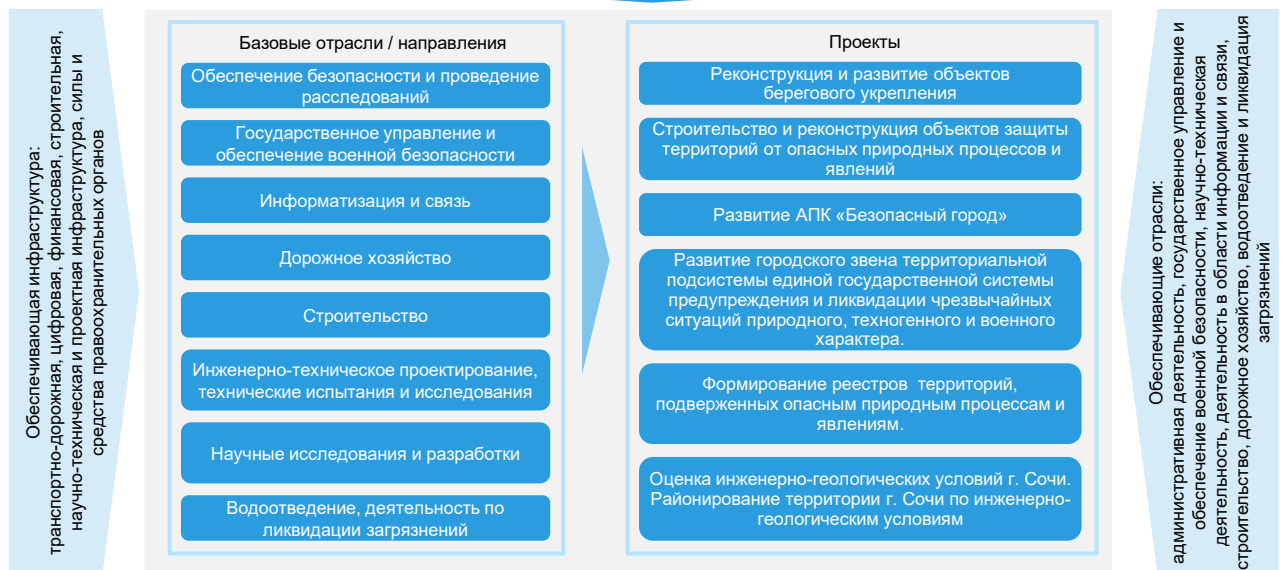 Обеспечивающая инфраструктура:
транспортно-дорожная, цифровая, финансовая, строительная,
научно-техническая и проектная инфраструктура, силы и
средства правоохранительных органов
Базовые отрасли / направления
Обеспечение безопасности и проведение
расследований
Государственное управление и
обеспечение военной безопасности
Информатизация и связь
Дорожное хозяйство
Строительство
Инженерно-техническое проектирование,
технические испытания и исследования
Научные исследования и разработки
Водоотведение, деятельность по
ликвидации загрязнений
Проекты
Реконструкция и развитие объектов
берегового укрепления
Строительство и реконструкция объектов защиты
территорий от опасных природных процессов и
явлений
Развитие АПК «Безопасный город»
Развитие городского звена территориальной
подсистемы единой государственной системы
предупреждения и ликвидации чрезвычайных
ситуаций природного, техногенного и военного
характера.
Формирование реестров территорий,
подверженных опасным природным процессам и
явлениям.
Оценка инженерно-геологических условий г. Сочи.
Районирование территории г. Сочи по инженерно-
геологическим условиям
Обеспечивающие отрасли:
административная деятельность, государственное управление и
обеспечение военной безопасности, научно-техническая
деятельность, деятельность в области информации и связи,
строительство, дорожное хозяйство, водоотведение и ликвидация
загрязнений